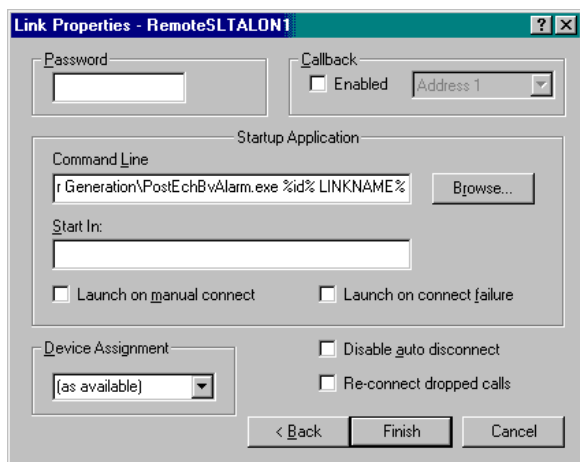 Link Properties - RemoteSLTALON1
Password
Callback
Enabled
Address 1
Startup Application
Command Line
r Generation\PostEchBvAlarm.exe %id% LINKNAME%
Browse...
Start In:
Launch on manual connect
Launch on connect failure
Device Assignment
(as available)
Disable auto disconnect
Re-connect dropped calls
< Back
Finish
Cancel